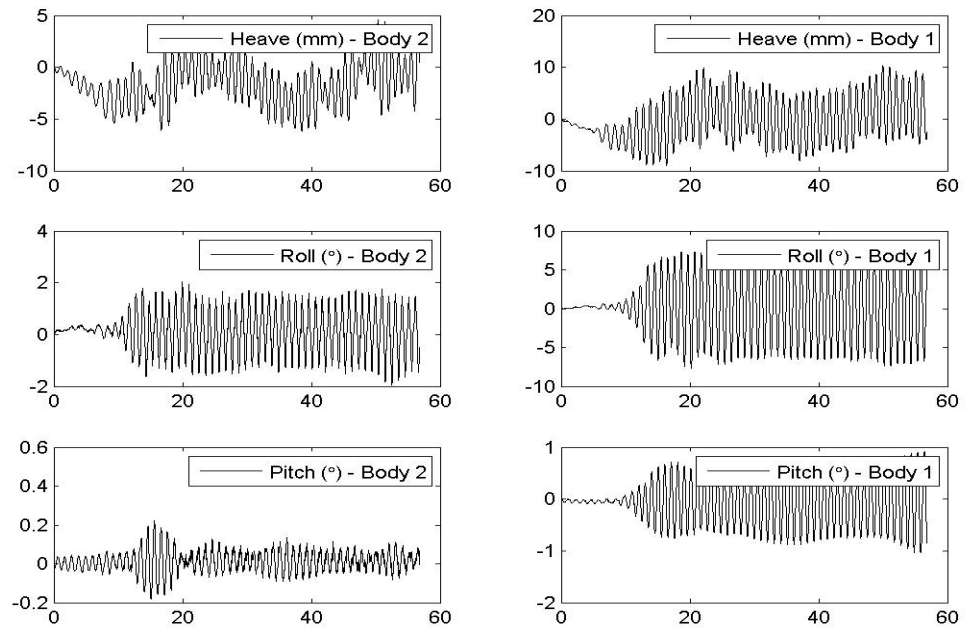 Heave (mm) - Body 2
5
0
-5
-10
0 20 40 60
Heave (mm) - Body 1
20
10
0
-10
0 20 40 60
Roll (°) - Body 2
4
2
0
-2
0 20 40 60
Roll (°) - Body 1
10
5
0
-5
-10
0 20 40 60
Pitch (°) - Body 2
0.6
0.4
0.2
0
-0.2
0 20 40 60
Pitch (°) - Body 1
1
0
-1
-2
0 20 40 60